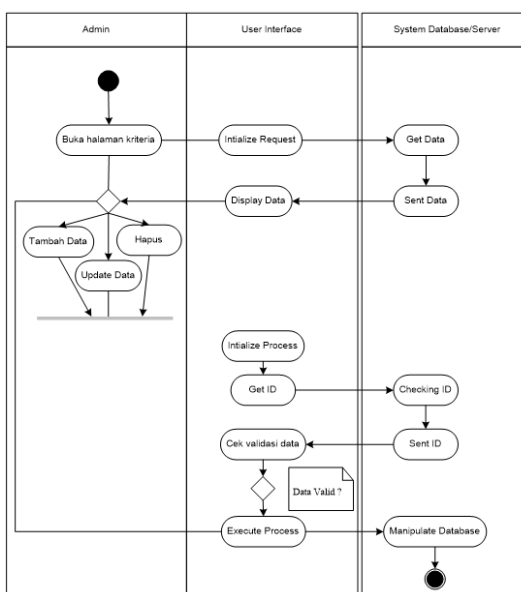 Admin
User Interface
System Database/Server
Buka halaman kriteria
Intialize Request
Get Data
Display Data
Sent Data
Tambah Data
Hapus
Update Data
Intialize Process
Get ID
Checking ID
Cek validasi data
Sent ID
Data Valid ?
Execute Process
Manipulate Database